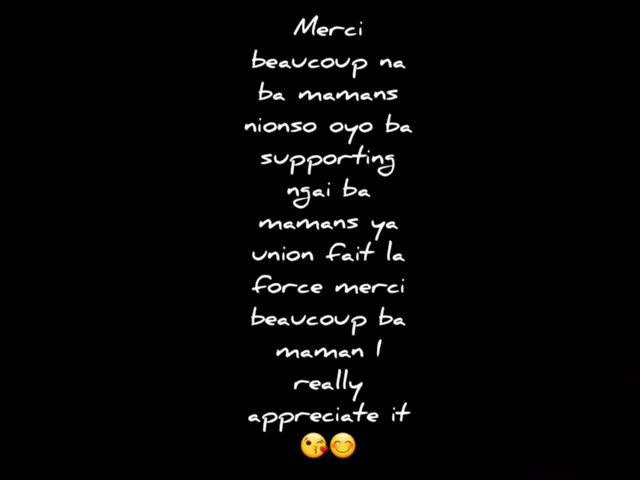 Merci
beaucoup na
ba mamans
nionso oyo ba
supporting
ngai ba
mamans ya
union fait la
force merci
beaucoup ba
maman I
really
appreciate it
😘😊